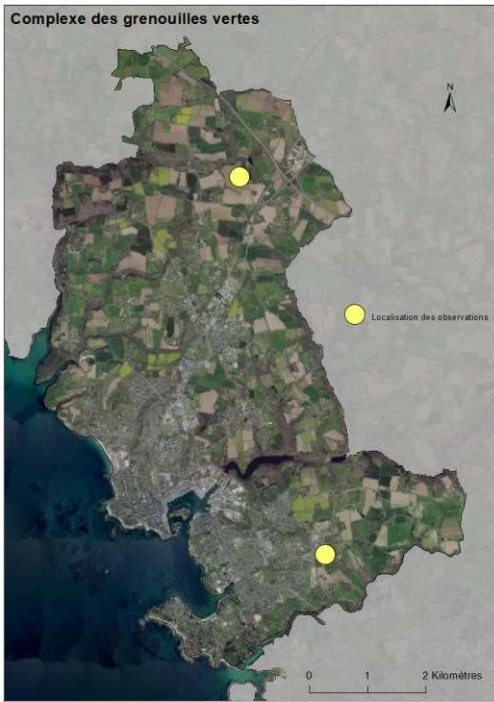 Complexe des grenouilles vertes
N
Localisation des observations
0 1 2 Kilomètres